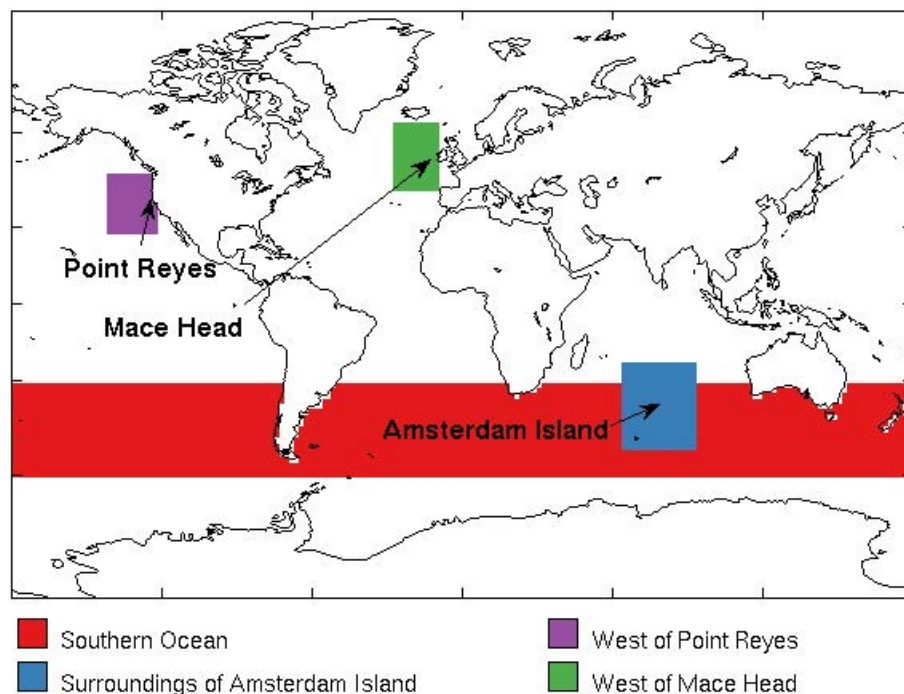 Point Reyes
Mace Head
Amsterdam Island
Southern Ocean
West of Point Reyes
Surroundings of Amsterdam Island
West of Mace Head